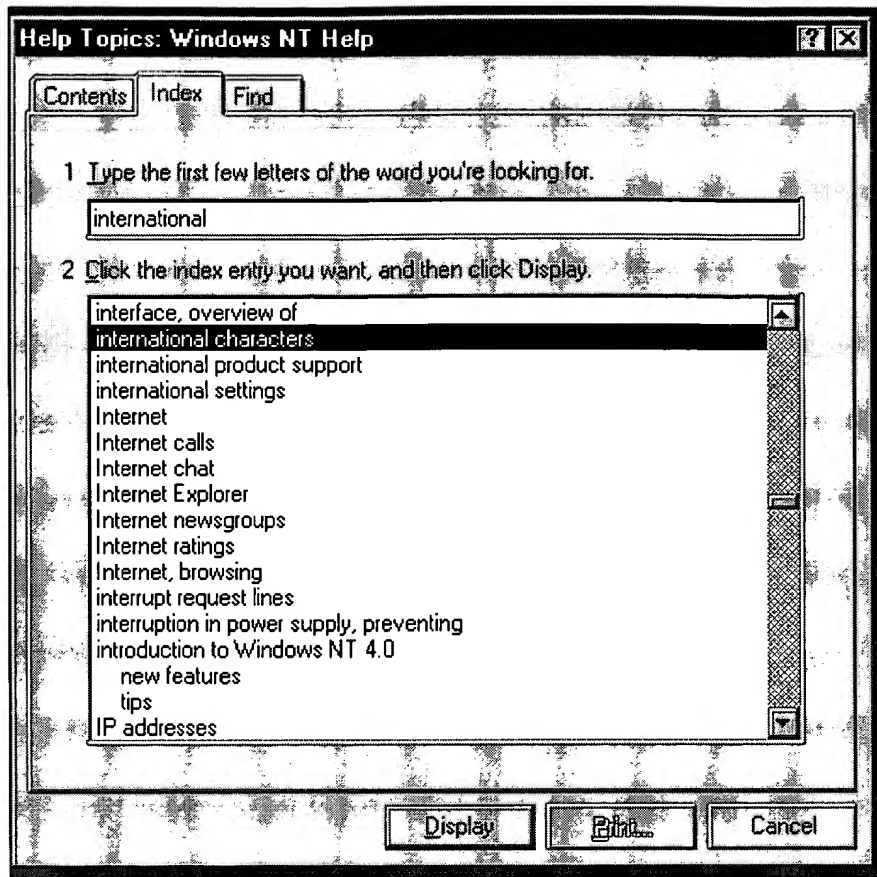 Help Topics: Windows NT Help
Contents Index Find
1 Type the first few letters of the word you're looking for.
international
2 Click the index entry you want, and then click Display.
interface, overview of
international characters
international product support
international settings
Internet
Internet calls
Internet chat
Internet Explorer
Internet newsgroups
Internet ratings
Internet, browsing
interrupt request lines
interruption in power supply, preventing
introduction to Windows NT 4.0
new features
tips
IP addresses
Display Print... Cancel